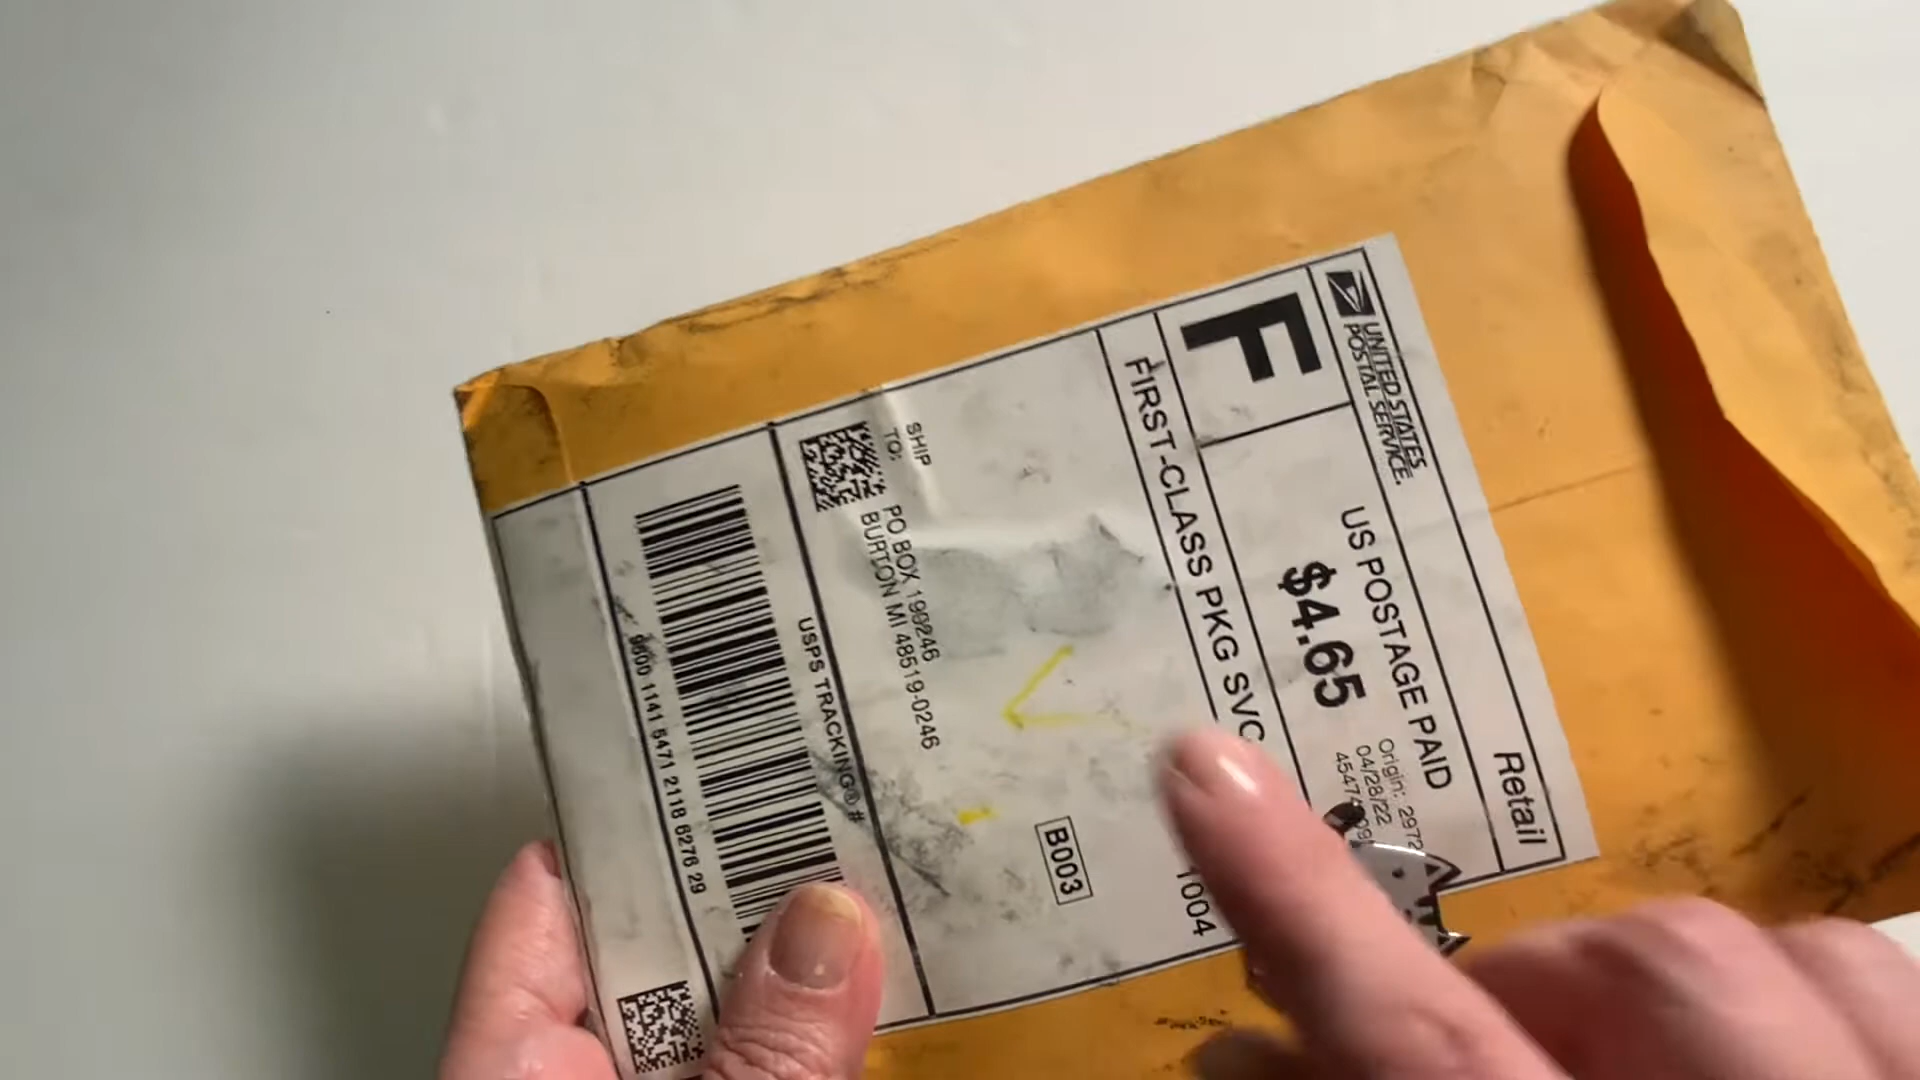 F
UNITED STATES
POSTAL SERVICE.
Retail
US POSTAGE PAID
$4.65
Origin: 2972
04/28/22
FIRST-CLASS PKG SVC
1004
B003
SHIP
TO:
PO BOX 190246
BURTON MI 48519-0246
USPS TRACKING® #
9500 1141 5471 2118 6276 29